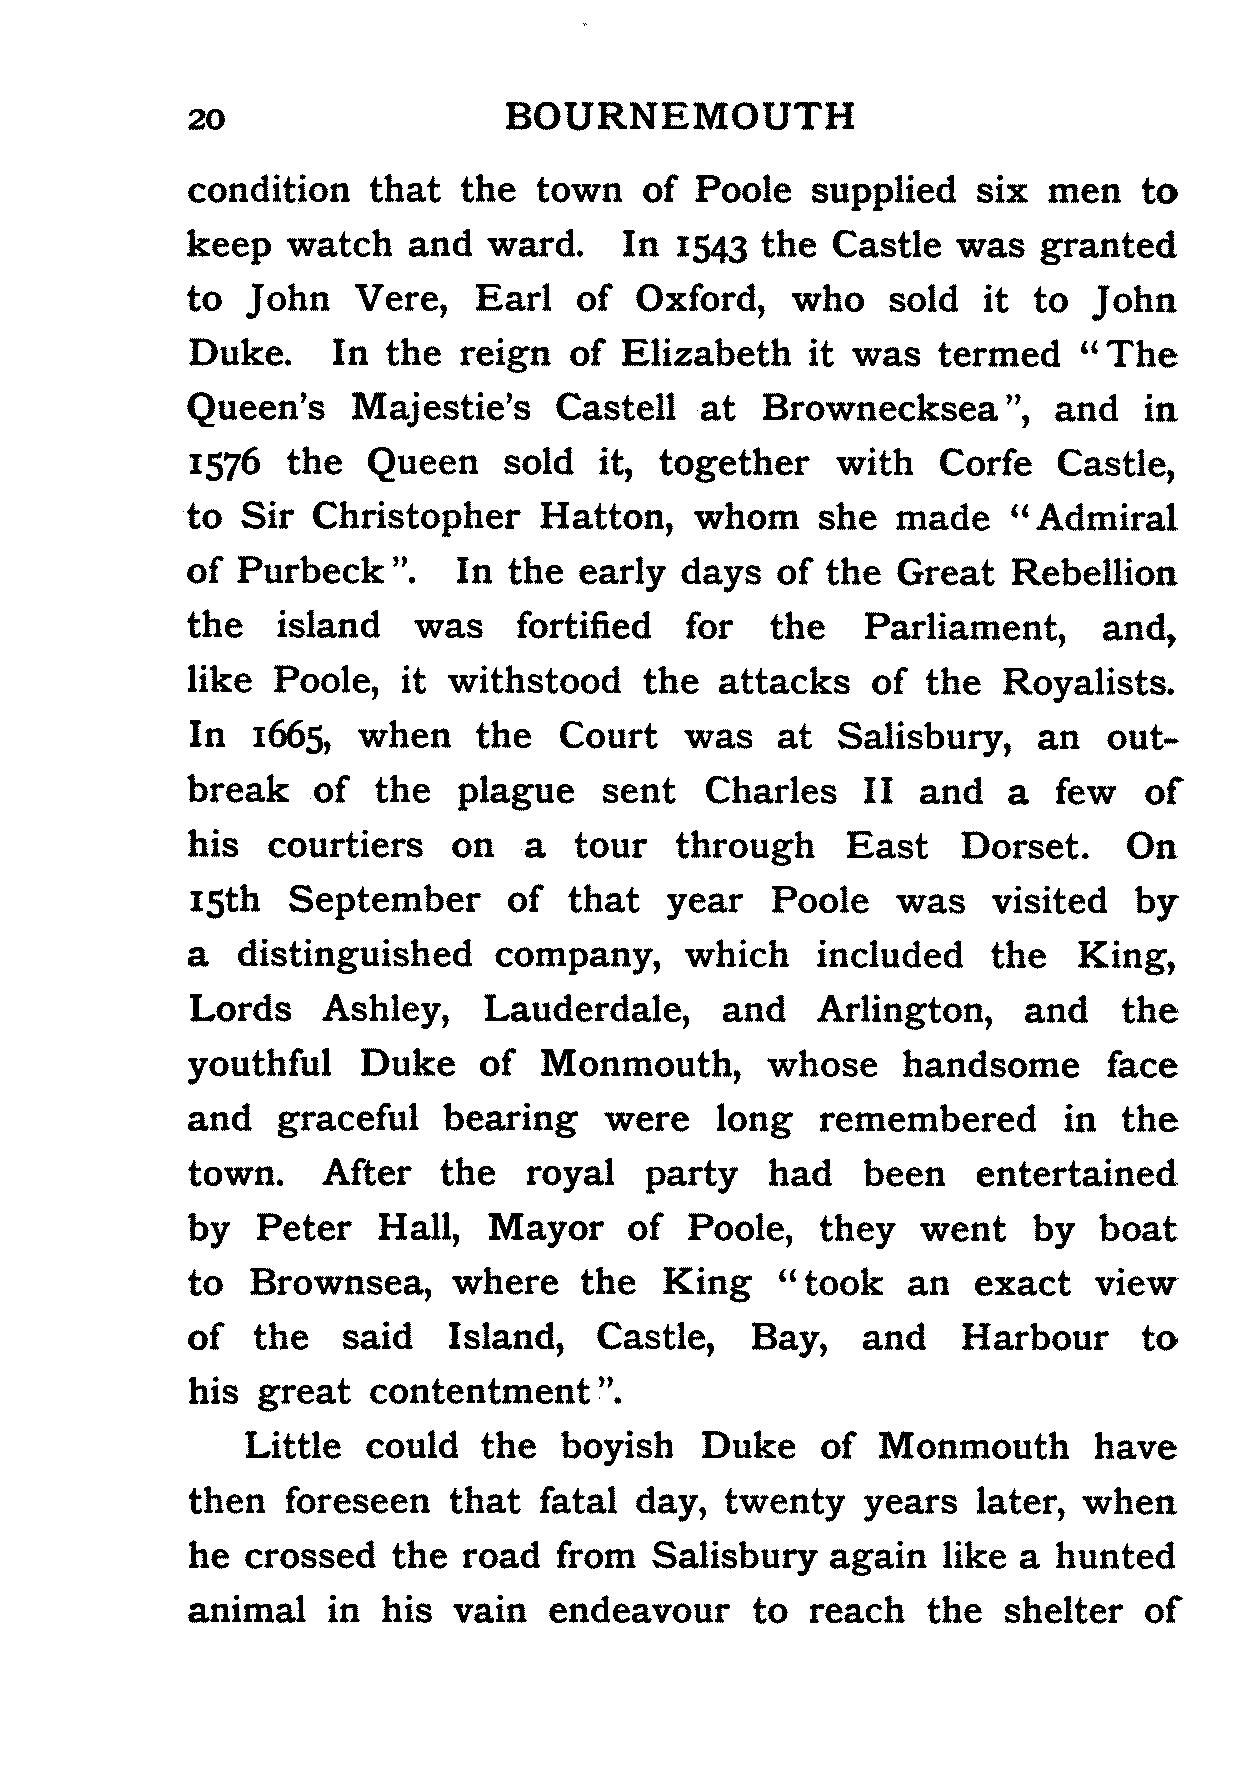 20 BOURNEMOUTH
condition that the town of Poole supplied six men to
keep watch and ward. In 1543 the Castle was granted
to John Vere, Earl of Oxford, who sold it to John
Duke. In the reign of Elizabeth it was termed “The
Queen's Majestie's Castell at Brownecksea”, and in
1576 the Queen sold it, together with Corfe Castle,
to Sir Christopher Hatton, whom she made “Admiral
of Purbeck”. In the early days of the Great Rebellion
the island was fortified for the Parliament, and,
like Poole, it withstood the attacks of the Royalists.
In 1665, when the Court was at Salisbury, an out-
break of the plague sent Charles II and a few of
his courtiers on a tour through East Dorset. On
15th September of that year Poole was visited by
a distinguished company, which included the King,
Lords Ashley, Lauderdale, and Arlington, and the
youthful Duke of Monmouth, whose handsome face
and graceful bearing were long remembered in the
town. After the royal party had been entertained
by Peter Hall, Mayor of Poole, they went by boat
to Brownsea, where the King “took an exact view
of the said Island, Castle, Bay, and Harbour to
his great contentment”.
Little could the boyish Duke of Monmouth have
then foreseen that fatal day, twenty years later, when
he crossed the road from Salisbury again like a hunted
animal in his vain endeavour to reach the shelter of